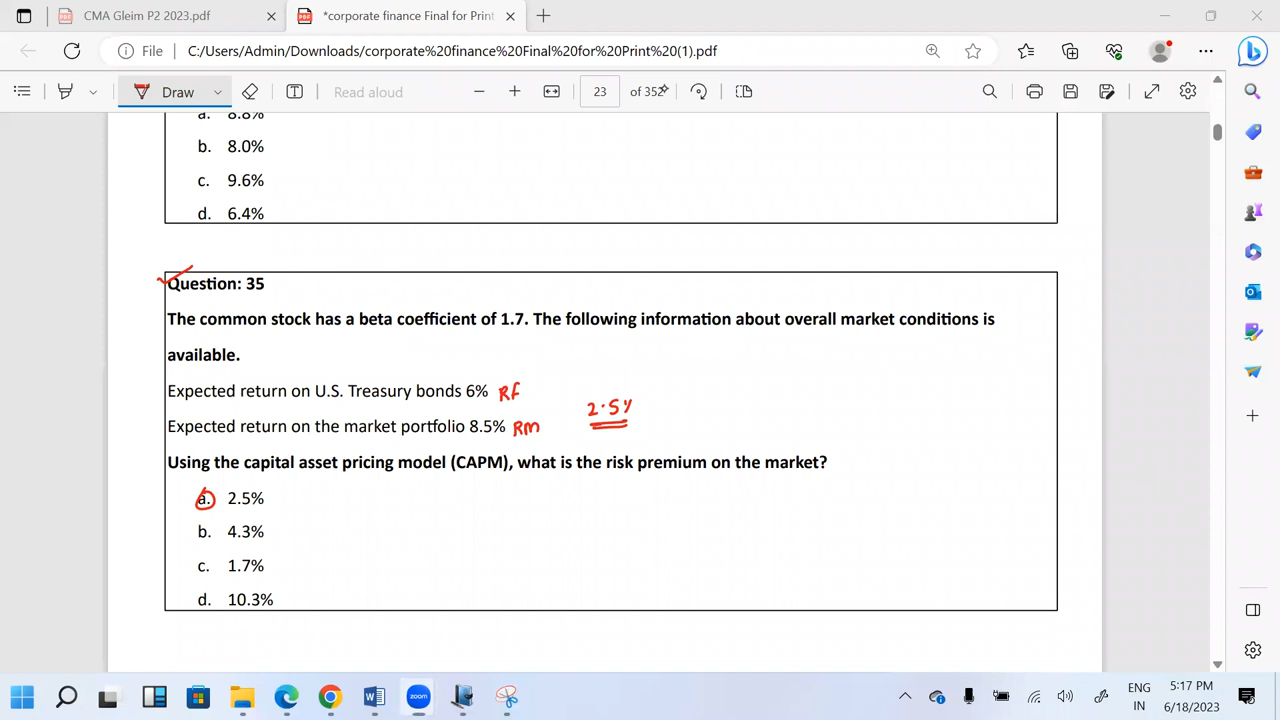 CMA Gleim P2 2023.pdf
*corporate finance Final for Print
File
C:/Users/Admin/Downloads/corporate%20finance%20Final%20for%20Print%20(1).pdf
Draw
Read aloud
23
of 352
a. 8.8%
b. 8.0%
c. 9.6%
d. 6.4%
Question: 35
The common stock has a beta coefficient of 1.7. The following information about overall market conditions is
available.
Expected return on U.S. Treasury bonds 6% Rf
2.5%
Expected return on the market portfolio 8.5% Rm
Using the capital asset pricing model (CAPM), what is the risk premium on the market?
a. 2.5%
b. 4.3%
c. 1.7%
d. 10.3%
zoom
ENG
IN
5:17 PM
6/18/2023